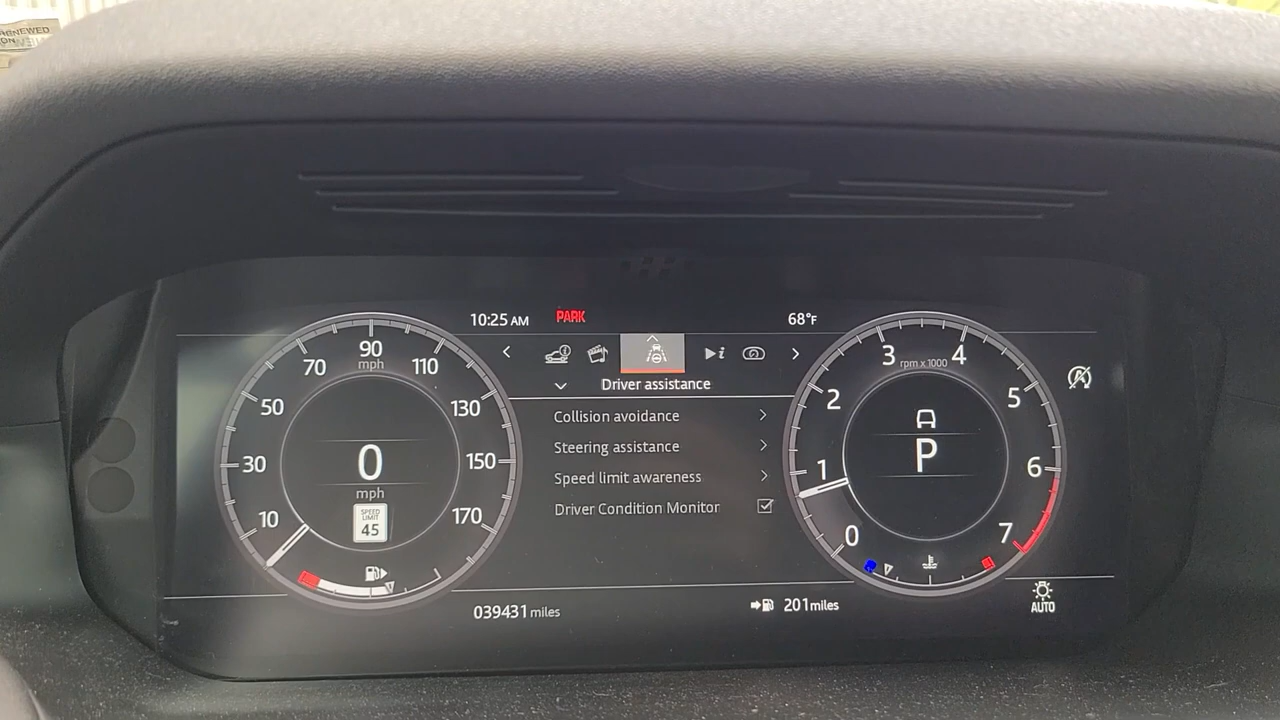 RENEWED
10:25 AM
PARK
68°F
Driver assistance
Collision avoidance
Steering assistance
Speed limit awareness
Driver Condition Monitor
10
30
50
70
90
mph
110
130
150
170
0
mph
SPEED
LIMIT
45
0
1
2
3
rpm x 1000
4
5
6
7
P
039431 miles
201 miles
AUTO